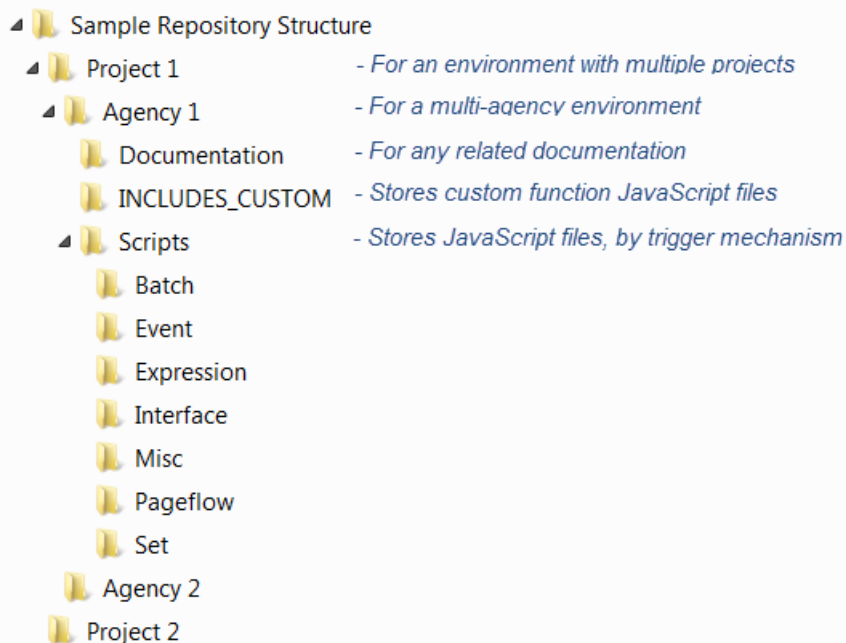 Sample Repository Structure
Project 1 - For an environment with multiple projects
Agency 1 - For a multi-agency environment
Documentation - For any related documentation
INCLUDES_CUSTOM - Stores custom function JavaScript files
Scripts - Stores JavaScript files, by trigger mechanism
Batch
Event
Expression
Interface
Misc
Pageflow
Set
Agency 2
Project 2